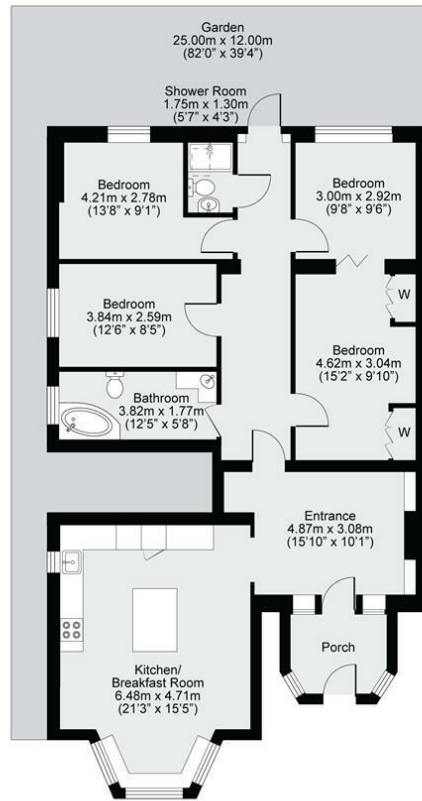 Garden
25.00m x 12.00m
(82'0" x 39'4")
Shower Room
1.75m x 1.30m
(5'7" x 4'3")
Bedroom
4.21m x 2.78m
(13'8" x 9'1")
Bedroom
3.00m x 2.92m
(9'8" x 9'6")
Bedroom
3.84m x 2.59m
(12'6" x 8'5")
W
Bedroom
4.62m x 3.04m
(15'2" x 9'10")
Bathroom
3.82m x 1.77m
(12'5" x 5'8")
W
Entrance
4.87m x 3.08m
(15'10" x 10'1")
Porch
Kitchen/
Breakfast Room
6.48m x 4.71m
(21'3" x 15'5")